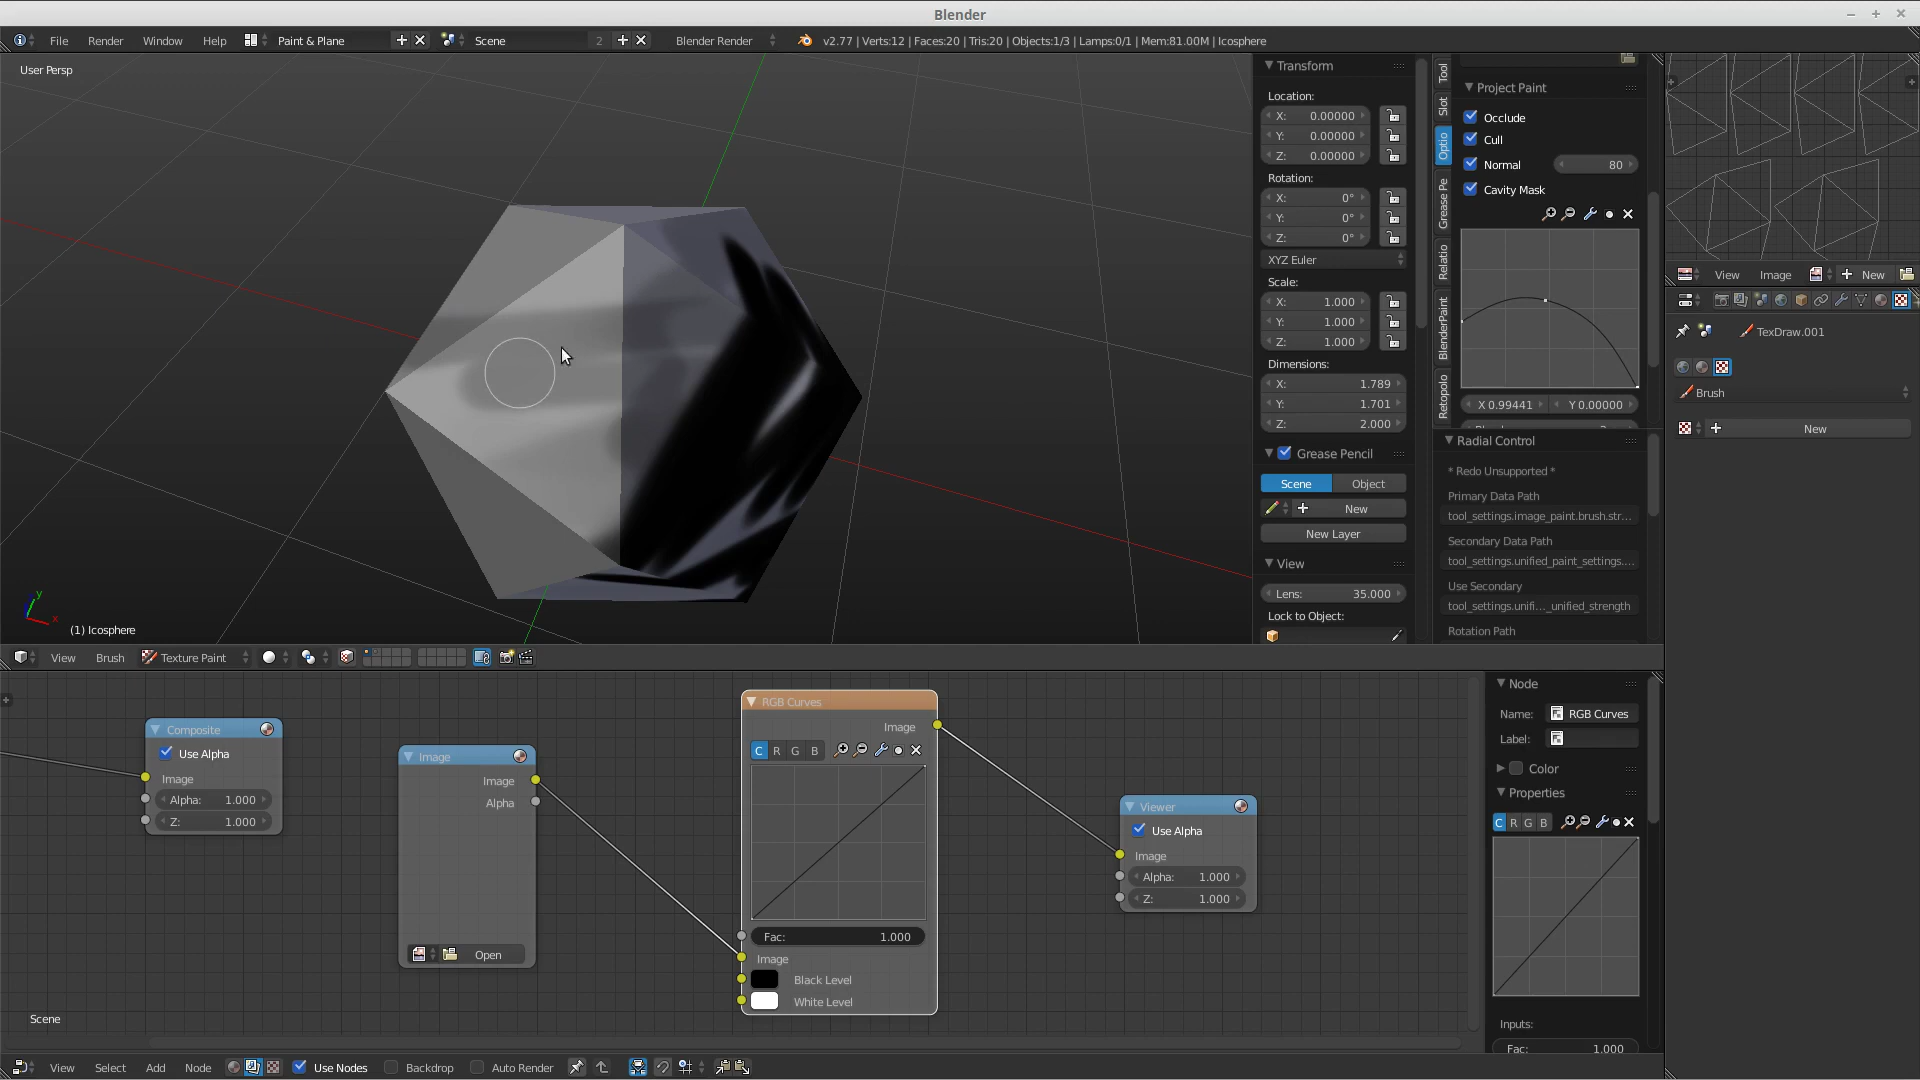 Blender
File Render Window Help Paint & Plane Scene 2 Blender Render v2.77 | Verts:12 | Faces:20 | Tris:20 | Objects:1/3 | Lamps:0/1 | Mem:81.00M | Icosphere
User Persp
(1) Icosphere
Transform
Location:
X: 0.00000
Y: 0.00000
Z: 0.00000
Rotation:
X: 0°
Y: 0°
Z: 0°
XYZ Euler
Scale:
X: 1.000
Y: 1.000
Z: 1.000
Dimensions:
X: 1.789
Y: 1.701
Z: 2.000
Grease Pencil
Scene Object
New
New Layer
View
Lens: 35.000
Lock to Object:
Tool
Slot
Optio
Grease Pe
Relatio
BlenderPaint
Retopolo
Project Paint
Occlude
Cull
Normal 80
Cavity Mask
X 0.99441 Y 0.00000
Radial Control
* Redo Unsupported *
Primary Data Path
tool_settings.image_paint.brush.str...
Secondary Data Path
tool_settings.unified_paint_settings....
Use Secondary
tool_settings.unifi..._unified_strength
Rotation Path
View Image New
TexDraw.001
Brush
New
View Brush Texture Paint
x
y
Composite
Use Alpha
Image
Alpha: 1.000
Z: 1.000
Image
Image
Alpha
Open
RGB Curves
Image
C R G B
Fac: 1.000
Image
Black Level
White Level
Viewer
Use Alpha
Image
Alpha: 1.000
Z: 1.000
Scene
Node
Name: RGB Curves
Label:
Color
Properties
C R G B
Inputs:
Fac: 1.000
View Select Add Node Use Nodes Backdrop Auto Render